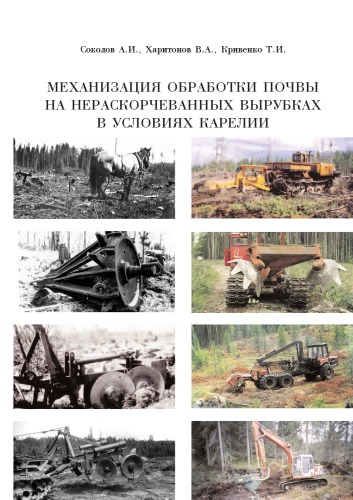 Соколов А.И., Харитонов В.А., Кривенко Т.И.
МЕХАНИЗАЦИЯ ОБРАБОТКИ ПОЧВЫ
НА НЕРАСКОРЧЕВАННЫХ ВЫРУБКАХ
В УСЛОВИЯХ КАРЕЛИИ